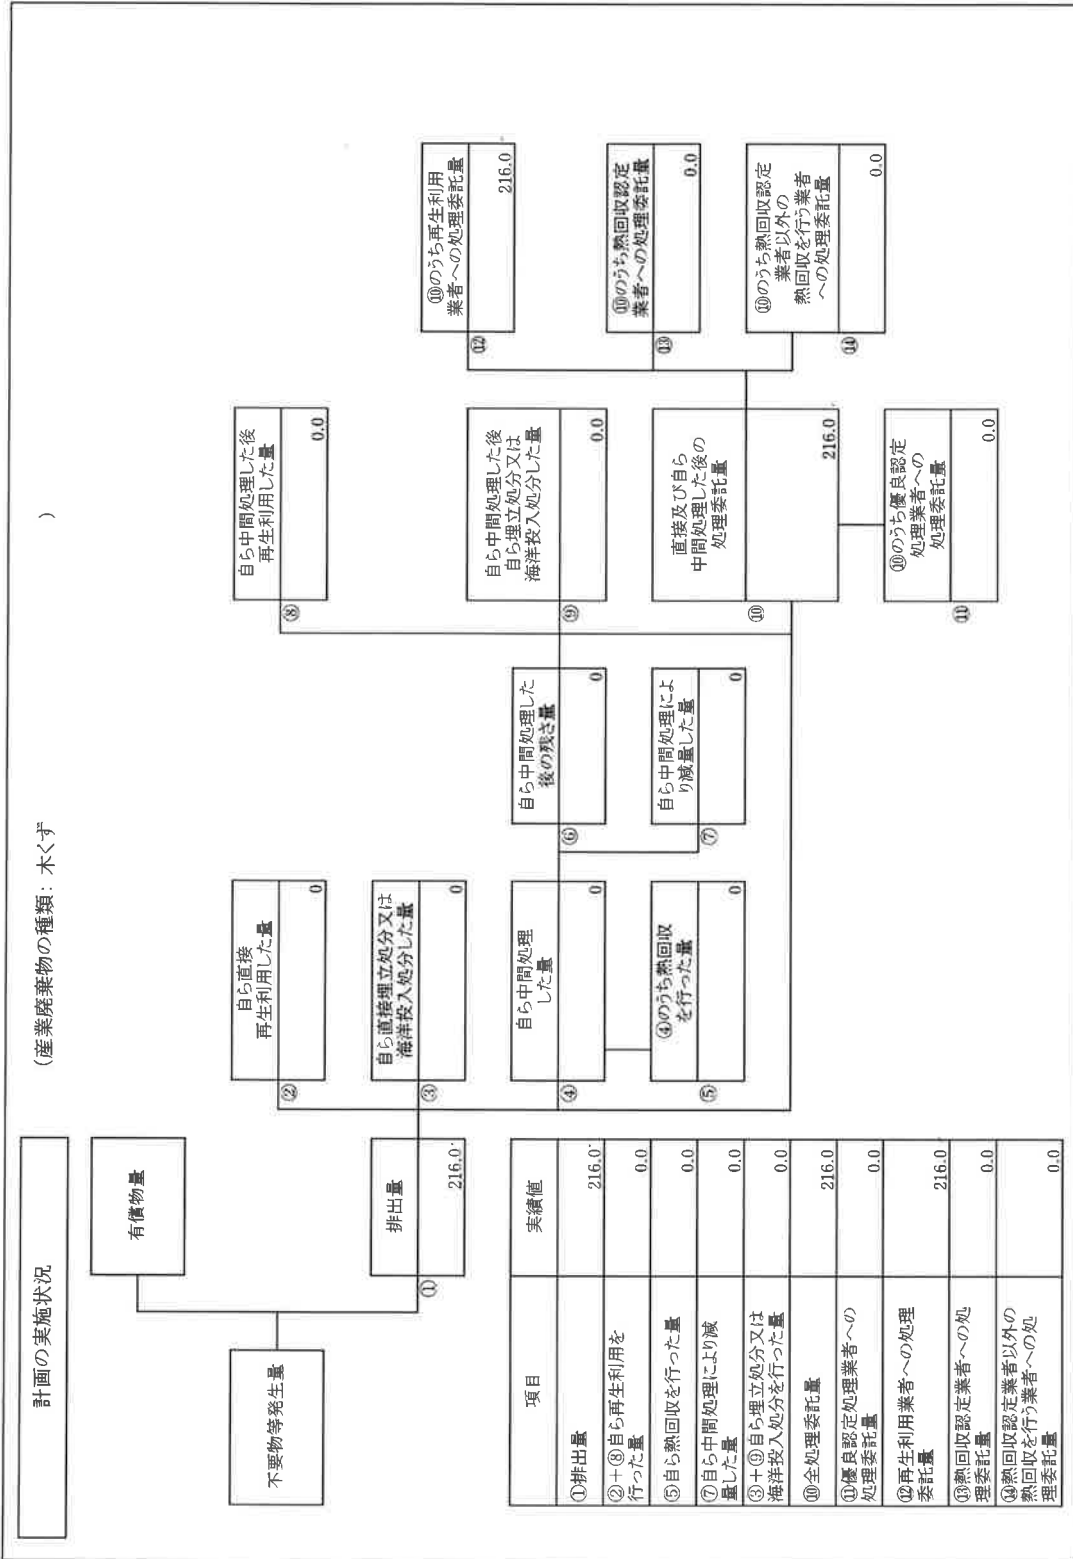 計画の実施状況
(産業廃棄物の種類: 木くず
)
不要物等発生量
有償物量
①
排出量
216.0
②
自ら直接
再生利用した量
0
③
自ら直接埋立処分又は
海洋投入処分した量
0
④
自ら中間処理
した量
0
⑤
④のうち熱回収
を行った量
0
⑥
自ら中間処理した
後の残さ量
0
⑦
自ら中間処理によ
り減量した量
0
⑧
自ら中間処理した後
再生利用した量
0.0
⑨
自ら中間処理した後
自ら埋立処分又は
海洋投入処分した量
0.0
⑩
直接及び自ら
中間処理した後の
処理委託量
216.0
⑪
⑩のうち優良認定
処理業者への
処理委託量
0.0
⑫
⑩のうち再生利用
業者への処理委託量
216.0
⑬
⑩のうち熱回収認定
業者への処理委託量
0.0
⑭
⑩のうち熱回収認定
業者以外の
熱回収を行う業者
への処理委託量
0.0
項目
実績値
①排出量
216.0
②+⑧自ら再生利用を
行った量
0.0
⑤自ら熱回収を行った量
0.0
⑦自ら中間処理により減
量した量
0.0
③+⑨自ら埋立処分又は
海洋投入処分を行った量
0.0
⑩全処理委託量
216.0
⑪優良認定処理業者への
処理委託量
0.0
⑫再生利用業者への処理
委託量
216.0
⑬熱回収認定業者への処
理委託量
0.0
⑭熱回収認定業者以外の
熱回収を行う業者への処
理委託量
0.0